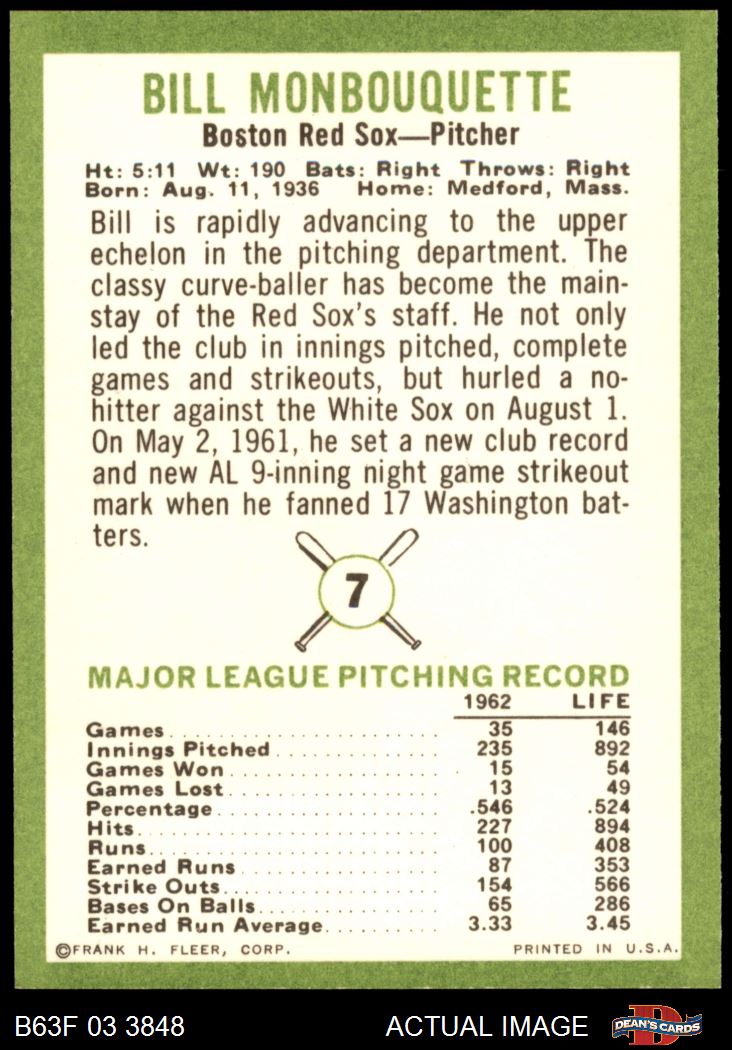 BILL MONBOUQUETTE
Boston Red Sox—Pitcher
Ht: 5:11 Wt: 190 Bats: Right Throws: Right
Born: Aug. 11, 1936 Home: Medford, Mass.
Bill is rapidly advancing to the upper
echelon in the pitching department. The
classy curve-baller has become the main-
stay of the Red Sox's staff. He not only
led the club in innings pitched, complete
games and strikeouts, but hurled a no-
hitter against the White Sox on August 1.
On May 2, 1961, he set a new club record
and new AL 9-inning night game strikeout
mark when he fanned 17 Washington bat-
ters.
7
MAJOR LEAGUE PITCHING RECORD
1962 LIFE
Games 35 146
Innings Pitched 235 892
Games Won 15 54
Games Lost 13 49
Percentage .546 .524
Hits 227 894
Runs 100 408
Earned Runs 87 353
Strike Outs 154 566
Bases On Balls 65 286
Earned Run Average 3.33 3.45
©FRANK H. FLEER, CORP. PRINTED IN U.S.A.
B63F 03 3848 ACTUAL IMAGE D DEAN'S CARDS